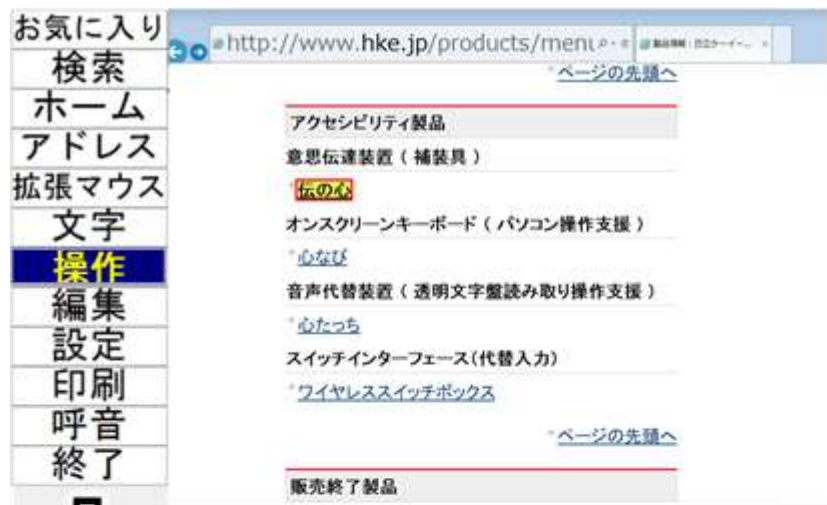 お気に入り
検索
ホーム
アドレス
拡張マウス
文字
操作
編集
設定
印刷
呼音
終了
http://www.hke.jp/products/menu
ページの先頭へ
アクセシビリティ製品
意思伝達装置（補装具）
伝の心
オンスクリーンキーボード（パソコン操作支援）
心なび
音声代替装置（透明文字盤読み取り操作支援）
心たっち
スイッチインターフェース(代替入力)
ワイヤレススイッチボックス
ページの先頭へ
販売終了製品